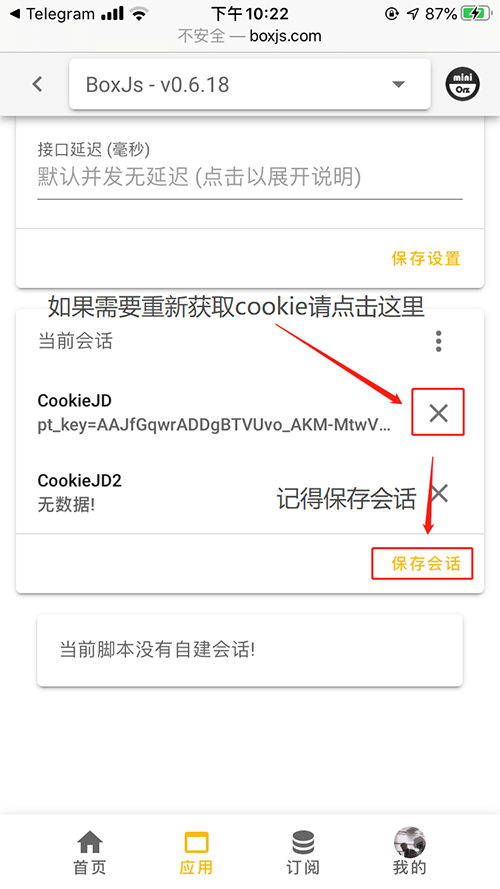 Telegram
下午10:22
87%
不安全 — boxjs.com
BoxJs - v0.6.18
mini
Orz
接口延迟 (毫秒)
默认并发无延迟 (点击以展开说明)
保存设置
如果需要重新获取cookie请点击这里
当前会话
CookieJD
pt_key=AAJfGqwrADDgBTVUvo_AKM-MtwV...
CookieJD2
无数据!
记得保存会话
保存会话
当前脚本没有自建会话!
首页
应用
订阅
我的